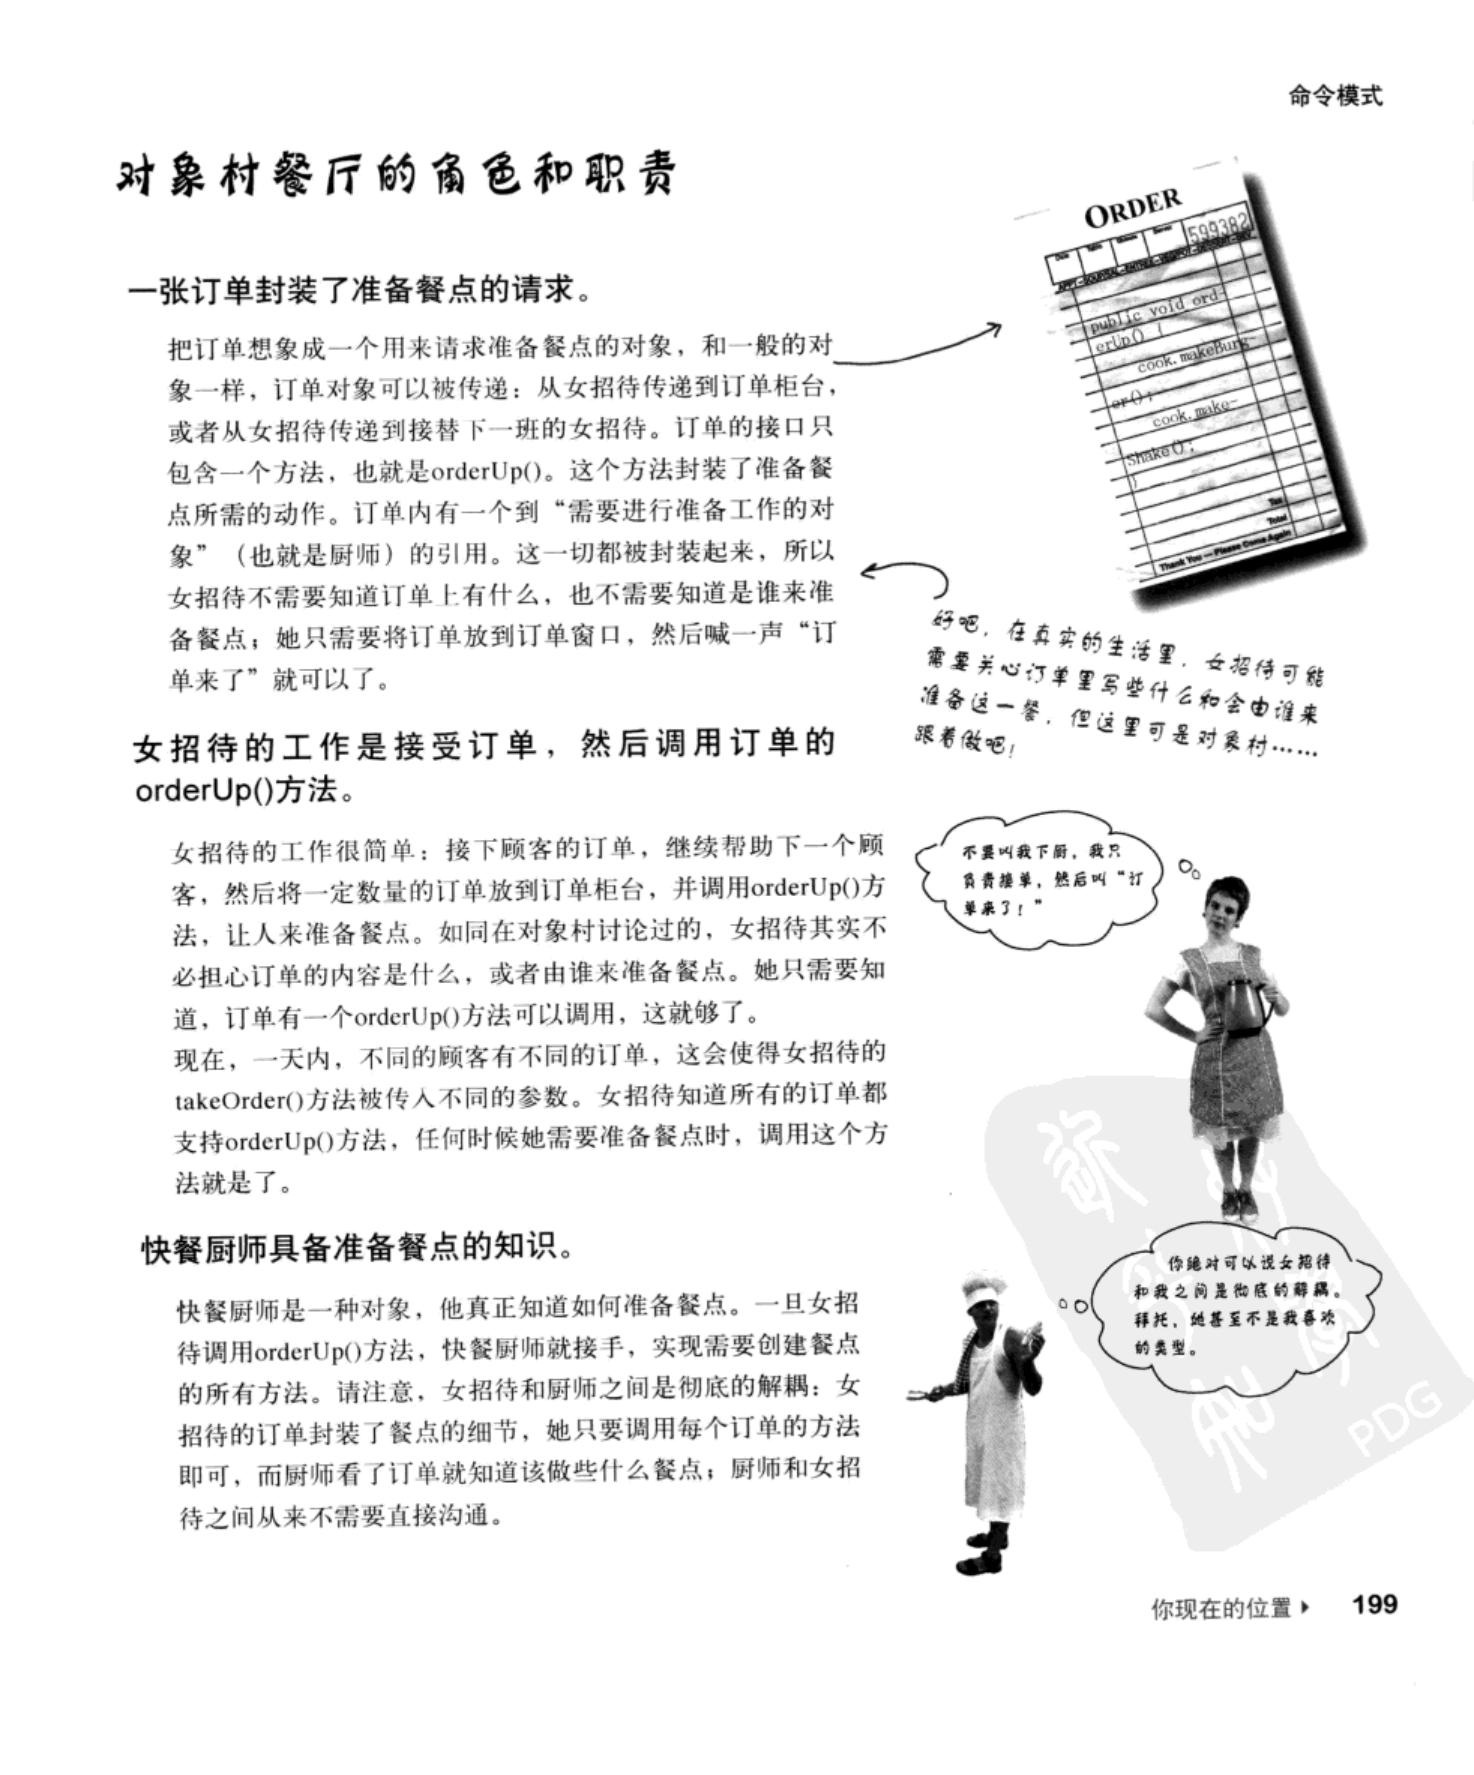 命令模式
对象村餐厅的角色和职责
一张订单封装了准备餐点的请求。
把订单想象成一个用来请求准备餐点的对象，和一般的对
象一样，订单对象可以被传递：从女招待传递到订单柜台，
或者从女招待传递到接替下一班的女招待。订单的接口只
包含一个方法，也就是orderUp()。这个方法封装了准备餐
点所需的动作。订单内有一个到“需要进行准备工作的对
象”（也就是厨师）的引用。这一切都被封装起来，所以
女招待不需要知道订单上有什么，也不需要知道是谁来准
备餐点；她只需要将订单放到订单窗口，然后喊一声“订
单来了”就可以了。
ORDER
599382
public void ord-
erUp() {
cook.makeBurg-
er();
cook.make-
Shake();
}
Tax
Total
Thank You — Please Come Again
好吧，在真实的生活里，女招待可能
需要关心订单里写些什么和会由谁来
准备这一餐，但这里可是对象村……
跟着做吧！
女招待的工作是接受订单，然后调用订单的
orderUp()方法。
女招待的工作很简单：接下顾客的订单，继续帮助下一个顾
客，然后将一定数量的订单放到订单柜台，并调用orderUp()方
法，让人来准备餐点。如同在对象村讨论过的，女招待其实不
必担心订单的内容是什么，或者由谁来准备餐点。她只需要知
道，订单有一个orderUp()方法可以调用，这就够了。
现在，一天内，不同的顾客有不同的订单，这会使得女招待的
takeOrder()方法被传入不同的参数。女招待知道所有的订单都
支持orderUp()方法，任何时候她需要准备餐点时，调用这个方
法就是了。
不要叫我下厨，我只
负责接单，然后叫“订
单来了！”
快餐厨师具备准备餐点的知识。
快餐厨师是一种对象，他真正知道如何准备餐点。一旦女招
待调用orderUp()方法，快餐厨师就接手，实现需要创建餐点
的所有方法。请注意，女招待和厨师之间是彻底的解耦：女
招待的订单封装了餐点的细节，她只要调用每个订单的方法
即可，而厨师看了订单就知道该做些什么餐点；厨师和女招
待之间从来不需要直接沟通。
你绝对可以说女招待
和我之间是彻底的解耦。
拜托，她甚至不是我喜欢
的类型。
PDG
你现在的位置▶ 199